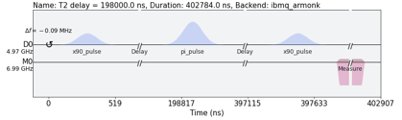 Name: T2 delay = 198000.0, Duration: 402784.0 ns, Backend: ibmq_armonk
Δf= −0.09 MHz
D0
4.97 GHz
x90_pulse Delay pi_pulse Delay x90_pulse
M0
6.99 GHz
Measure
0 519 198817 397115 397633 402907
Time (ns)